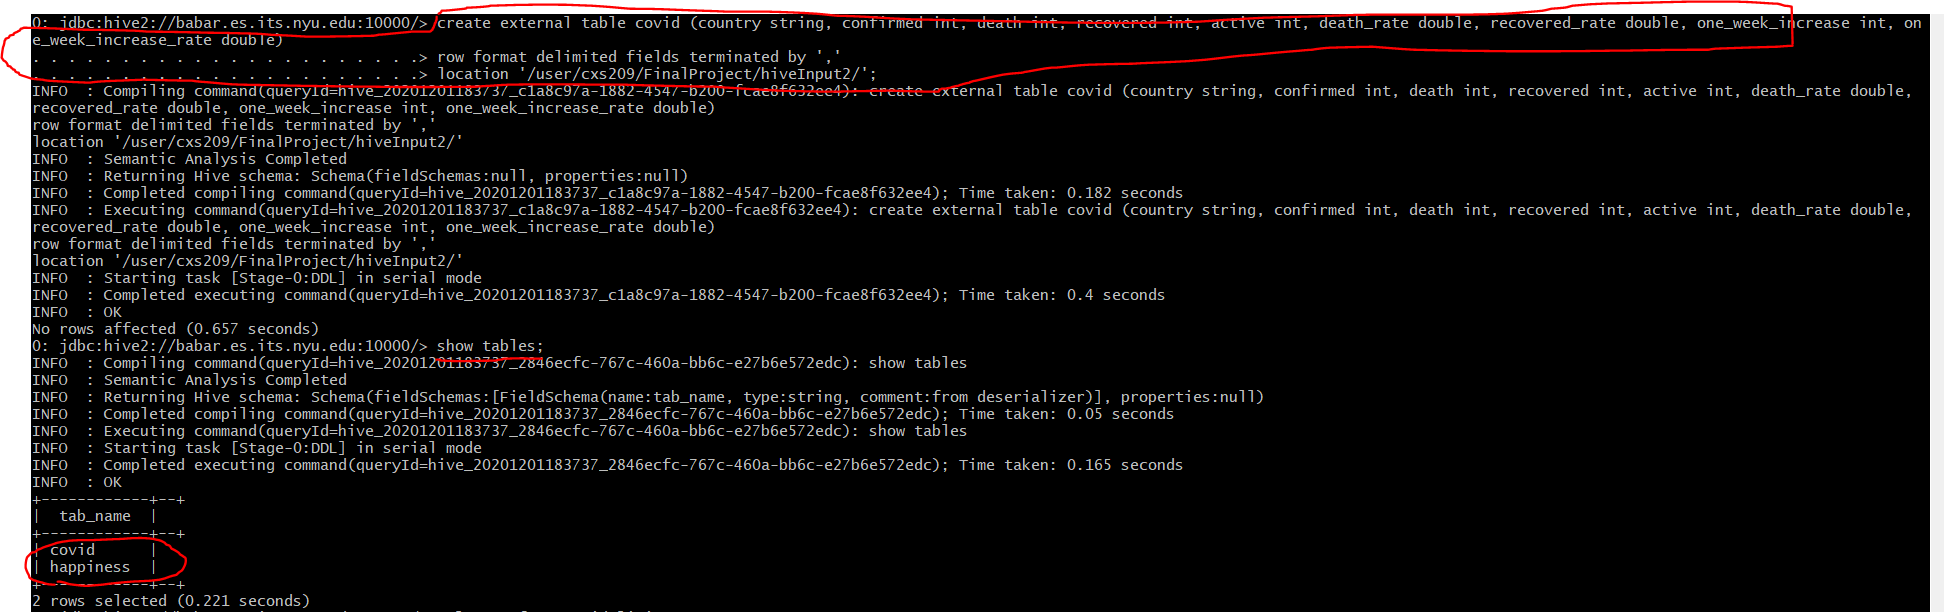 0: jdbc:hive2://babar.es.its.nyu.edu:10000/> create external table covid (country string, confirmed int, death int, recovered int, active int, death_rate double, recovered_rate double, one_week_increase int, on
e_week_increase_rate double)
. . . . . . . . . . . . . . . . . . . . . .> row format delimited fields terminated by ','
. . . . . . . . . . . . . . . . . . . . . .> location '/user/cxs209/FinalProject/hiveInput2/';
INFO  : Compiling command(queryId=hive_20201201183737_c1a8c97a-1882-4547-b200-fcae8f632ee4): create external table covid (country string, confirmed int, death int, recovered int, active int, death_rate double,
recovered_rate double, one_week_increase int, one_week_increase_rate double)
row format delimited fields terminated by ','
location '/user/cxs209/FinalProject/hiveInput2/'
INFO  : Semantic Analysis Completed
INFO  : Returning Hive schema: Schema(fieldSchemas:null, properties:null)
INFO  : Completed compiling command(queryId=hive_20201201183737_c1a8c97a-1882-4547-b200-fcae8f632ee4); Time taken: 0.182 seconds
INFO  : Executing command(queryId=hive_20201201183737_c1a8c97a-1882-4547-b200-fcae8f632ee4): create external table covid (country string, confirmed int, death int, recovered int, active int, death_rate double,
recovered_rate double, one_week_increase int, one_week_increase_rate double)
row format delimited fields terminated by ','
location '/user/cxs209/FinalProject/hiveInput2/'
INFO  : Starting task [Stage-0:DDL] in serial mode
INFO  : Completed executing command(queryId=hive_20201201183737_c1a8c97a-1882-4547-b200-fcae8f632ee4); Time taken: 0.4 seconds
INFO  : OK
No rows affected (0.657 seconds)
0: jdbc:hive2://babar.es.its.nyu.edu:10000/> show tables;
INFO  : Compiling command(queryId=hive_20201201183737_2846ecfc-767c-460a-bb6c-e27b6e572edc): show tables
INFO  : Semantic Analysis Completed
INFO  : Returning Hive schema: Schema(fieldSchemas:[FieldSchema(name:tab_name, type:string, comment:from deserializer)], properties:null)
INFO  : Completed compiling command(queryId=hive_20201201183737_2846ecfc-767c-460a-bb6c-e27b6e572edc); Time taken: 0.05 seconds
INFO  : Executing command(queryId=hive_20201201183737_2846ecfc-767c-460a-bb6c-e27b6e572edc): show tables
INFO  : Starting task [Stage-0:DDL] in serial mode
INFO  : Completed executing command(queryId=hive_20201201183737_2846ecfc-767c-460a-bb6c-e27b6e572edc); Time taken: 0.165 seconds
INFO  : OK
+------------+--+
|  tab_name  |
+------------+--+
| covid      |
| happiness  |
+------------+--+
2 rows selected (0.221 seconds)